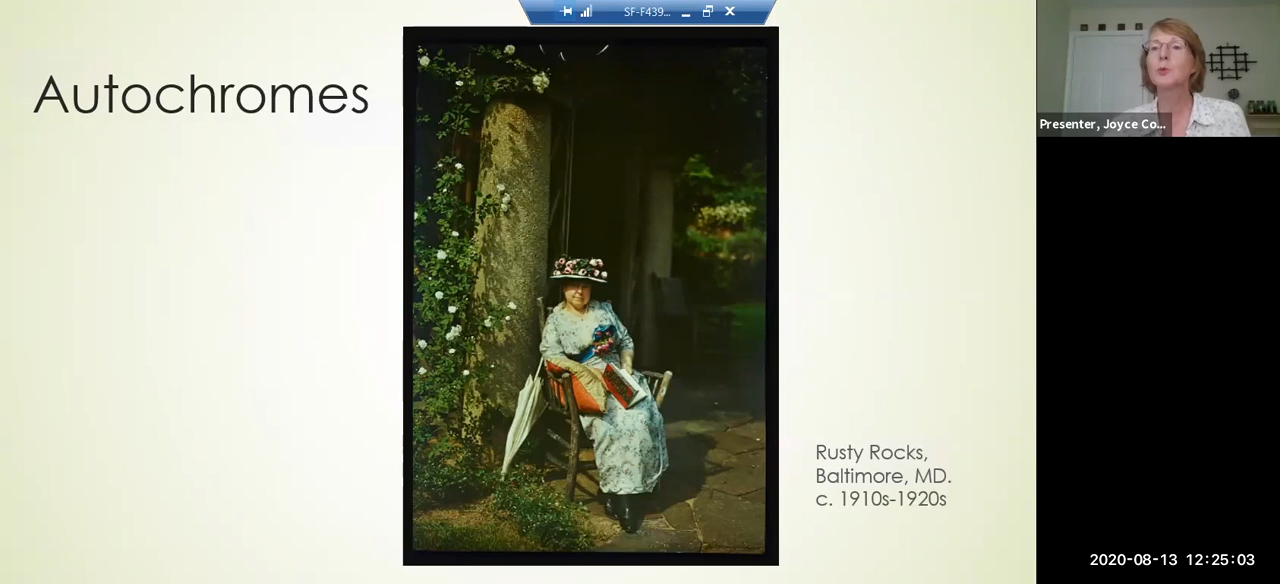 SF-F439...
Autochromes
Presenter, Joyce Co...
Rusty Rocks,
Baltimore, MD.
c. 1910s-1920s
2020-08-13 12:25:03